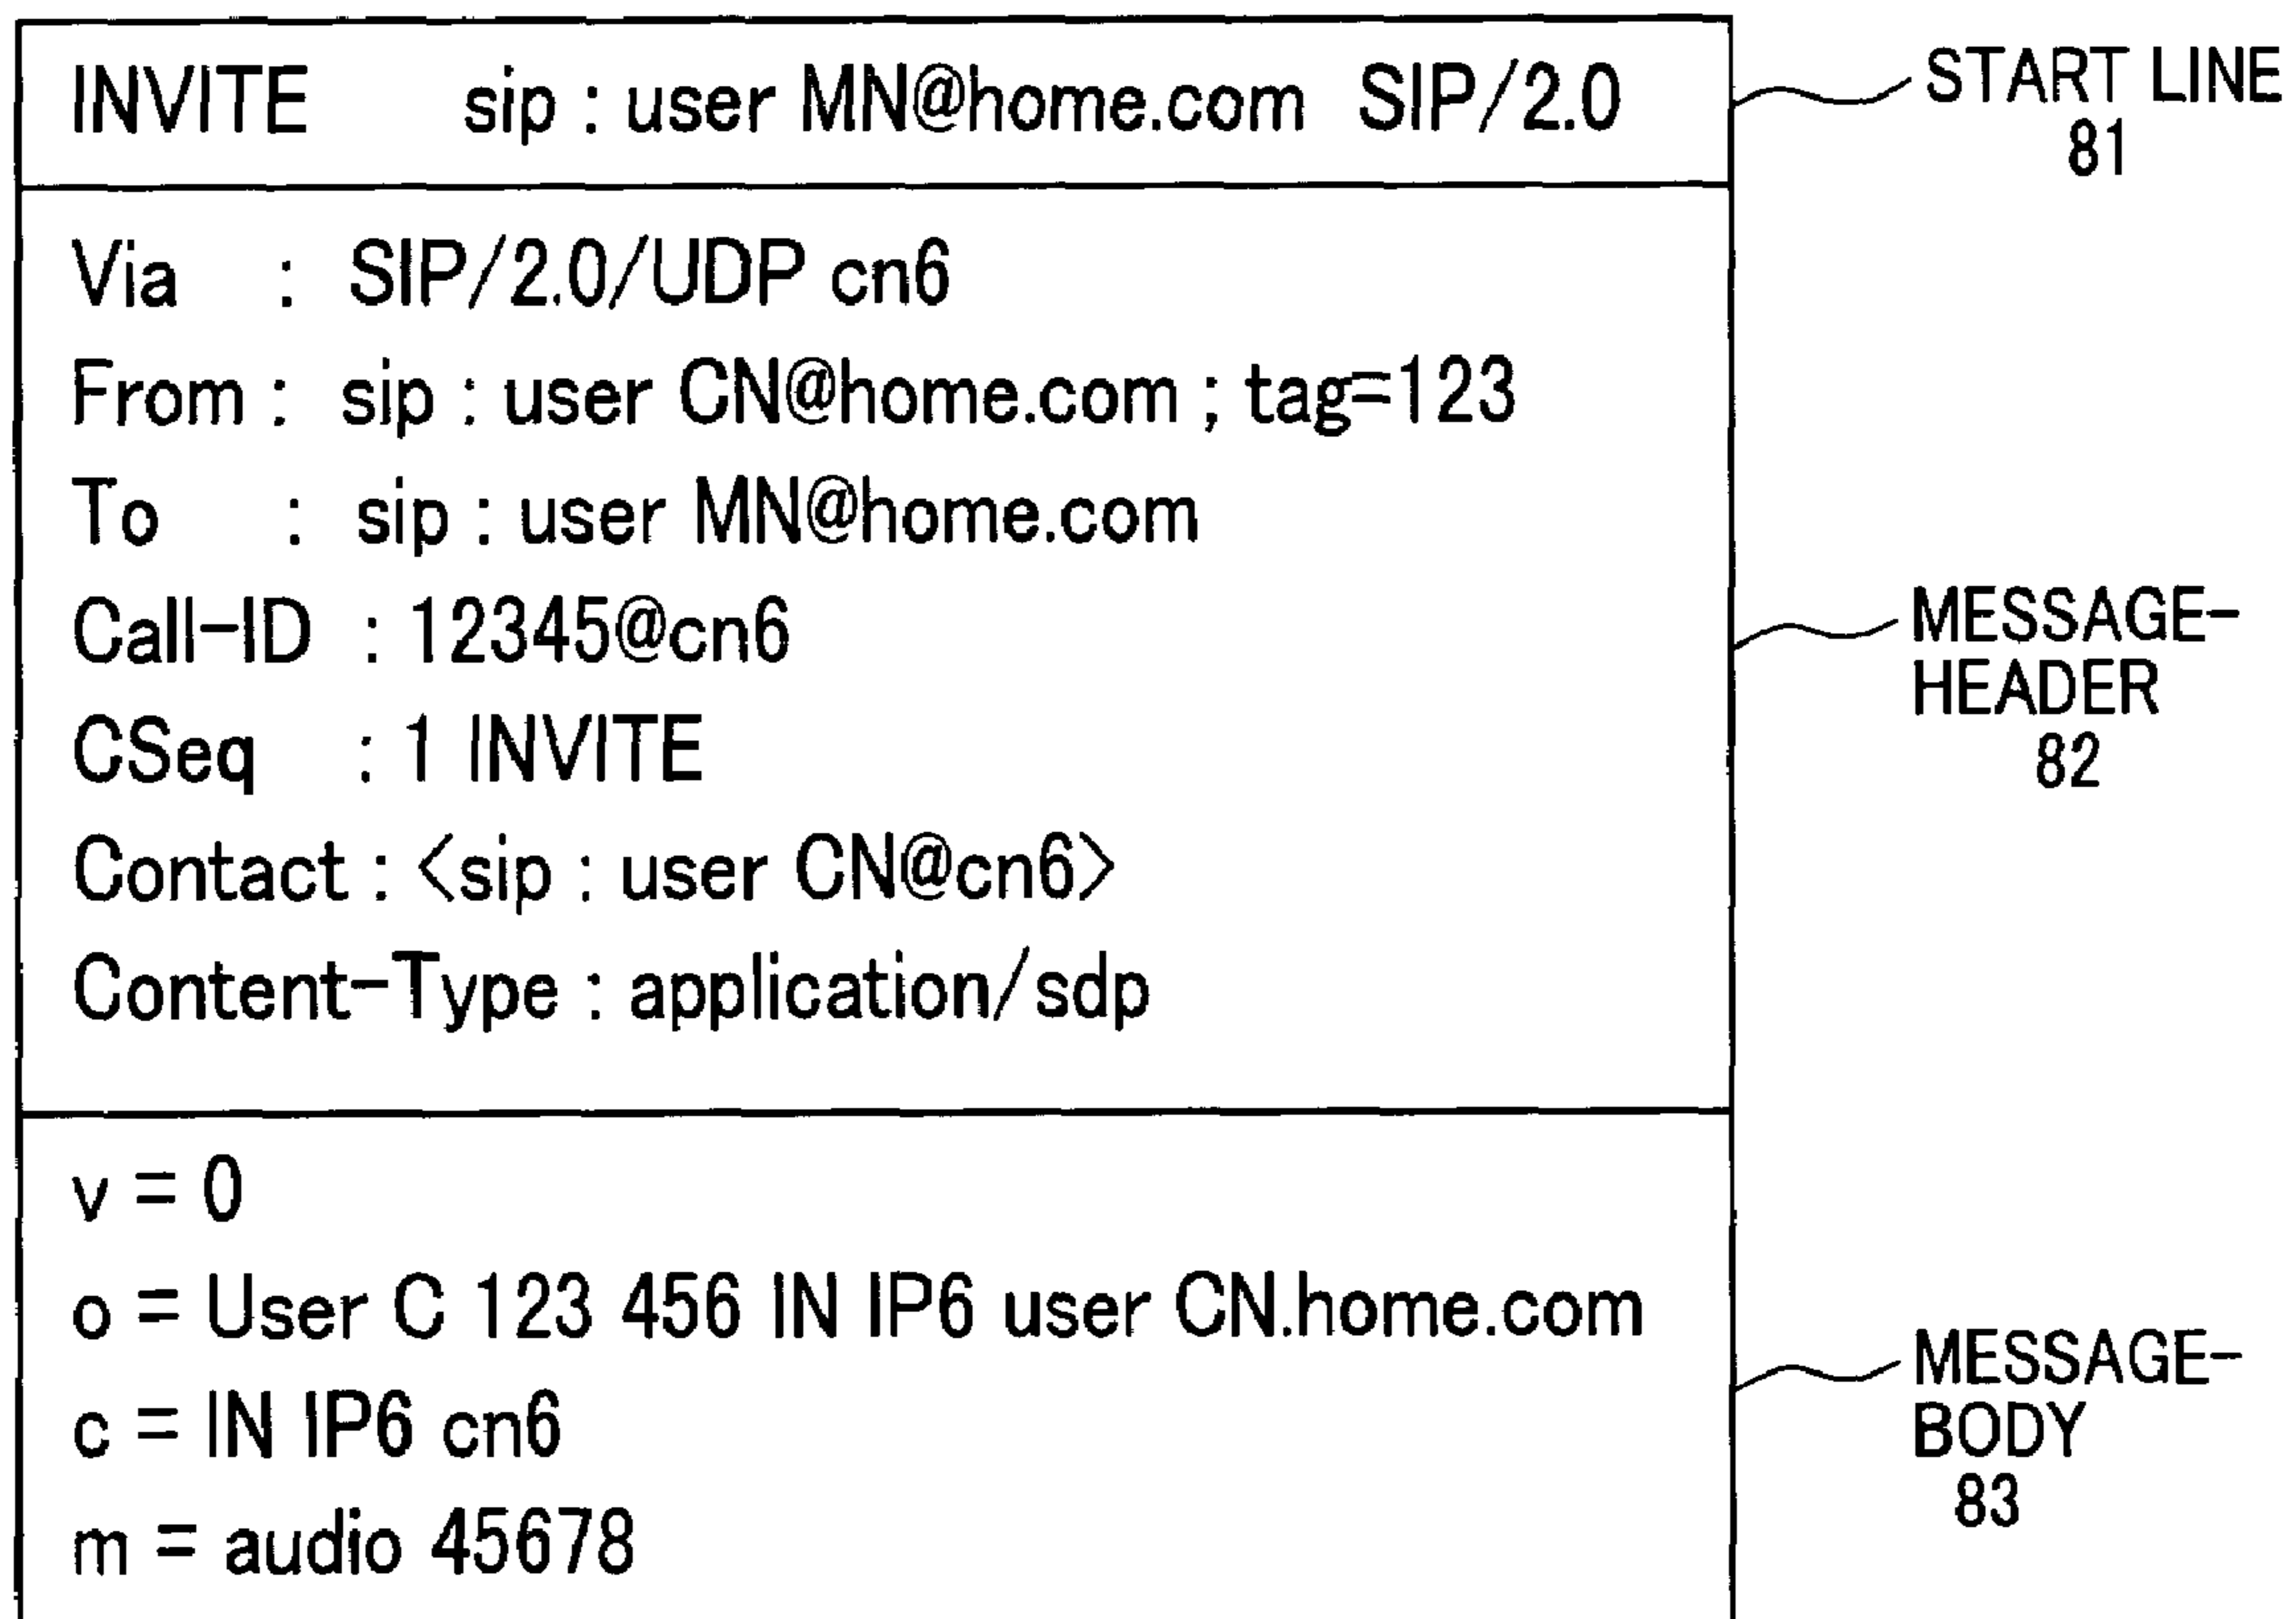 INVITE sip : user MN@home.com SIP/2.0
START LINE
81
Via : SIP/2.0/UDP cn6
From : sip : user CN@home.com ; tag=123
To : sip : user MN@home.com
Call-ID : 12345@cn6
CSeq : 1 INVITE
Contact : <sip : user CN@cn6>
Content-Type : application/sdp
MESSAGE-
HEADER
82
v = 0
o = User C 123 456 IN IP6 user CN.home.com
c = IN IP6 cn6
m = audio 45678
MESSAGE-
BODY
83